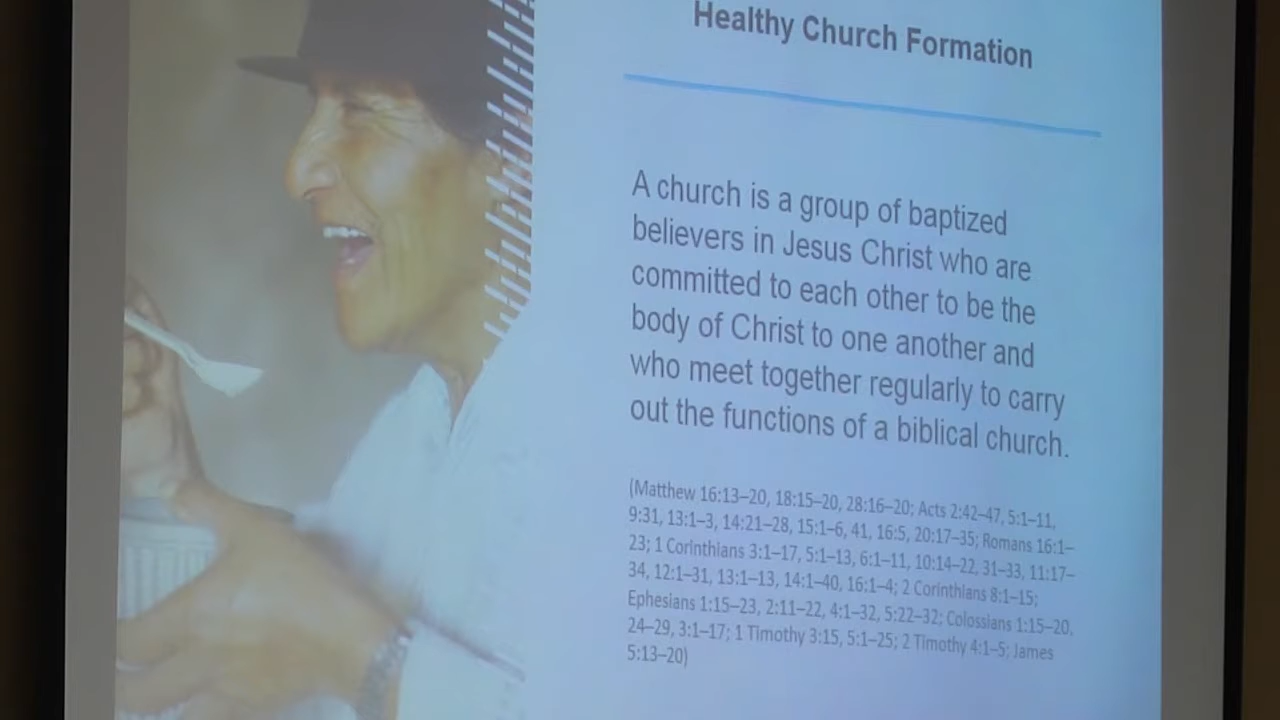 Healthy Church Formation
A church is a group of baptized
believers in Jesus Christ who are
committed to each other to be the
body of Christ to one another and
who meet together regularly to carry
out the functions of a biblical church.
(Matthew 16:13–20, 18:15–20, 28:16–20; Acts 2:42–47, 5:1–11,
9:31, 13:1–3, 14:21–28, 15:1–6, 41, 16:5, 20:17–35; Romans 16:1–
23; 1 Corinthians 3:1–17, 5:1–13, 6:1–11, 10:14–22, 31–33, 11:17–
34, 12:1–31, 13:1–13, 14:1–40, 16:1–4; 2 Corinthians 8:1–15;
Ephesians 1:15–23, 2:11–22, 4:1–32, 5:22–32; Colossians 1:15–20,
24–29, 3:1–17; 1 Timothy 3:15, 5:1–25; 2 Timothy 4:1–5; James
5:13–20)